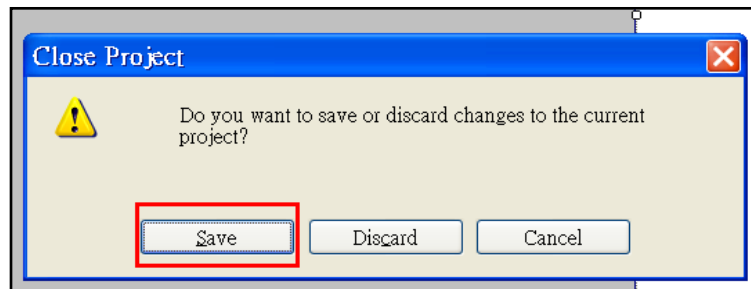 Close Project
Do you want to save or discard changes to the current
project?
Save
Discard
Cancel